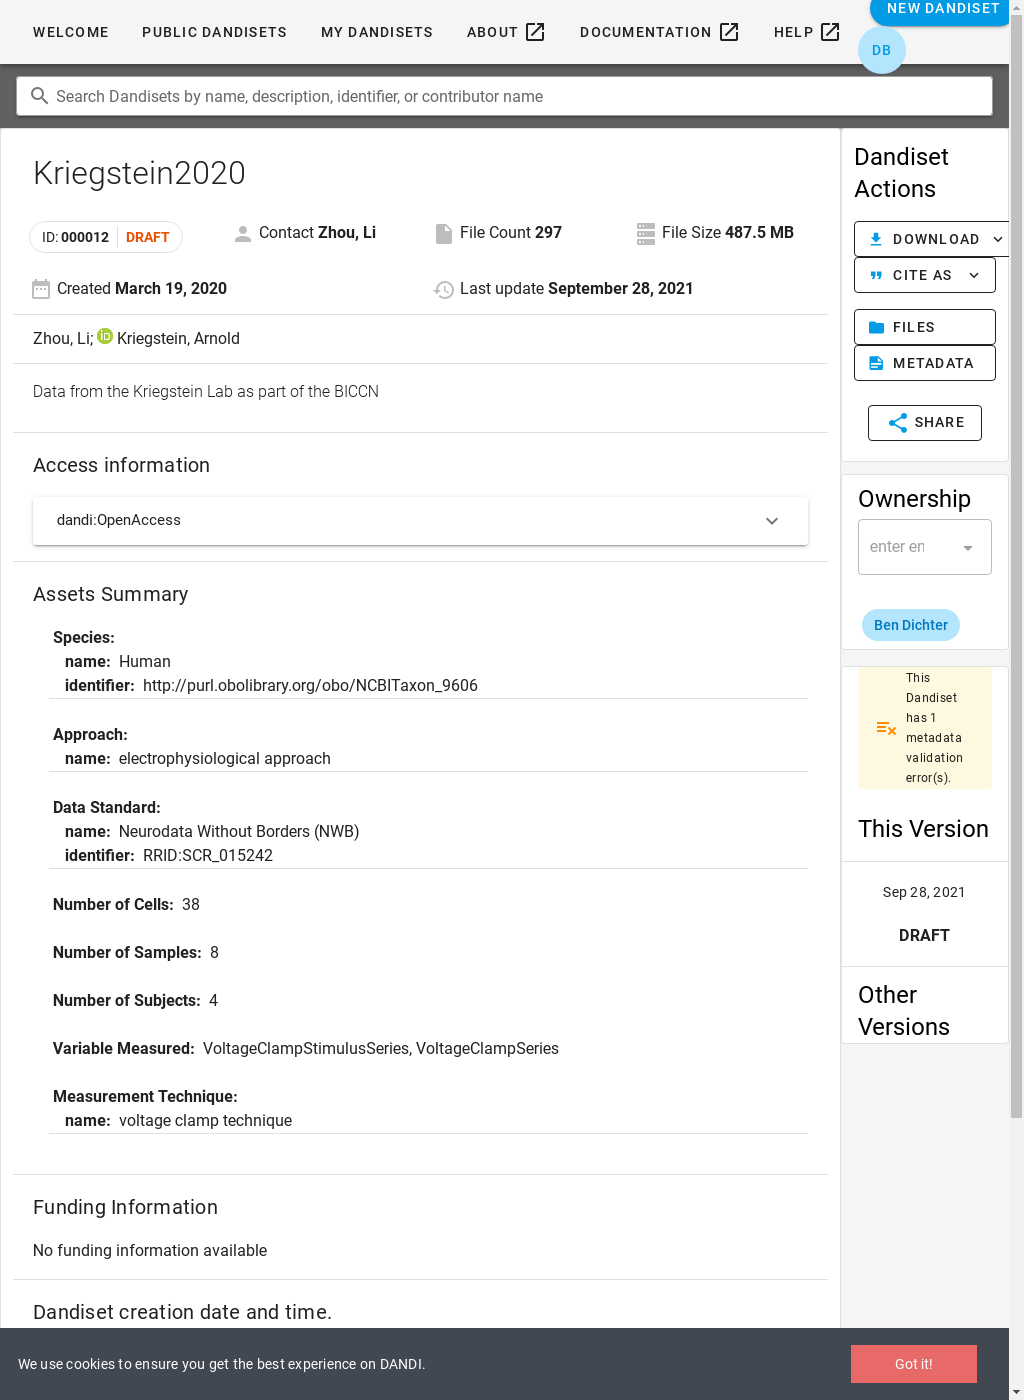 WELCOME PUBLIC DANDISETS MY DANDISETS ABOUT DOCUMENTATION HELP
NEW DANDISET
DB
Search Dandisets by name, description, identifier, or contributor name
Kriegstein2020
ID: 000012 DRAFT
Contact Zhou, Li
File Count 297
File Size 487.5 MB
Created March 19, 2020
Last update September 28, 2021
Zhou, Li; iD Kriegstein, Arnold
Data from the Kriegstein Lab as part of the BICCN
Access information
dandi:OpenAccess
Assets Summary
Species:
name: Human
identifier: http://purl.obolibrary.org/obo/NCBITaxon_9606
Approach:
name: electrophysiological approach
Data Standard:
name: Neurodata Without Borders (NWB)
identifier: RRID:SCR_015242
Number of Cells: 38
Number of Samples: 8
Number of Subjects: 4
Variable Measured: VoltageClampStimulusSeries, VoltageClampSeries
Measurement Technique:
name: voltage clamp technique
Funding Information
No funding information available
Dandiset creation date and time.
Dandiset
Actions
DOWNLOAD
CITE AS
FILES
METADATA
SHARE
Ownership
enter en
Ben Dichter
This
Dandiset
has 1
metadata
validation
error(s).
This Version
Sep 28, 2021
DRAFT
Other
Versions
We use cookies to ensure you get the best experience on DANDI.
Got it!